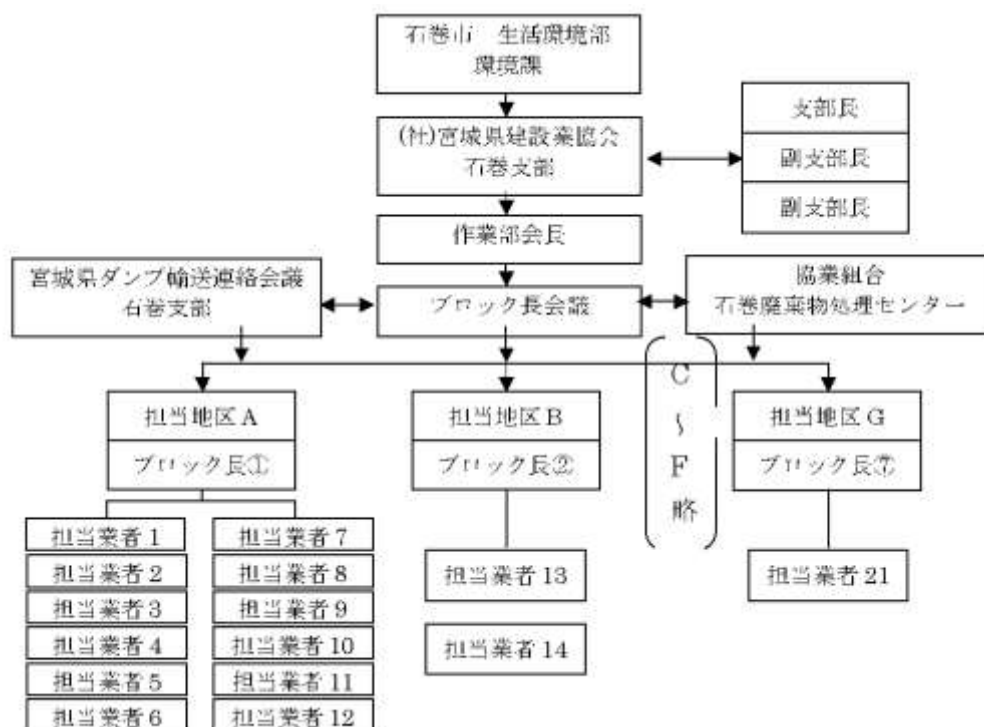 石巻市　生活環境部
環境課
(社)宮城県建設業協会
石巻支部
支部長
副支部長
副支部長
作業部会長
宮城県ダンプ輸送連絡会議
石巻支部
ブロック長会議
協業組合
石巻廃棄物処理センター
担当地区A
ブロック長①
担当地区B
ブロック長②
C～F略
担当地区G
ブロック長⑦
担当業者1
担当業者2
担当業者3
担当業者4
担当業者5
担当業者6
担当業者7
担当業者8
担当業者9
担当業者10
担当業者11
担当業者12
担当業者13
担当業者14
担当業者21